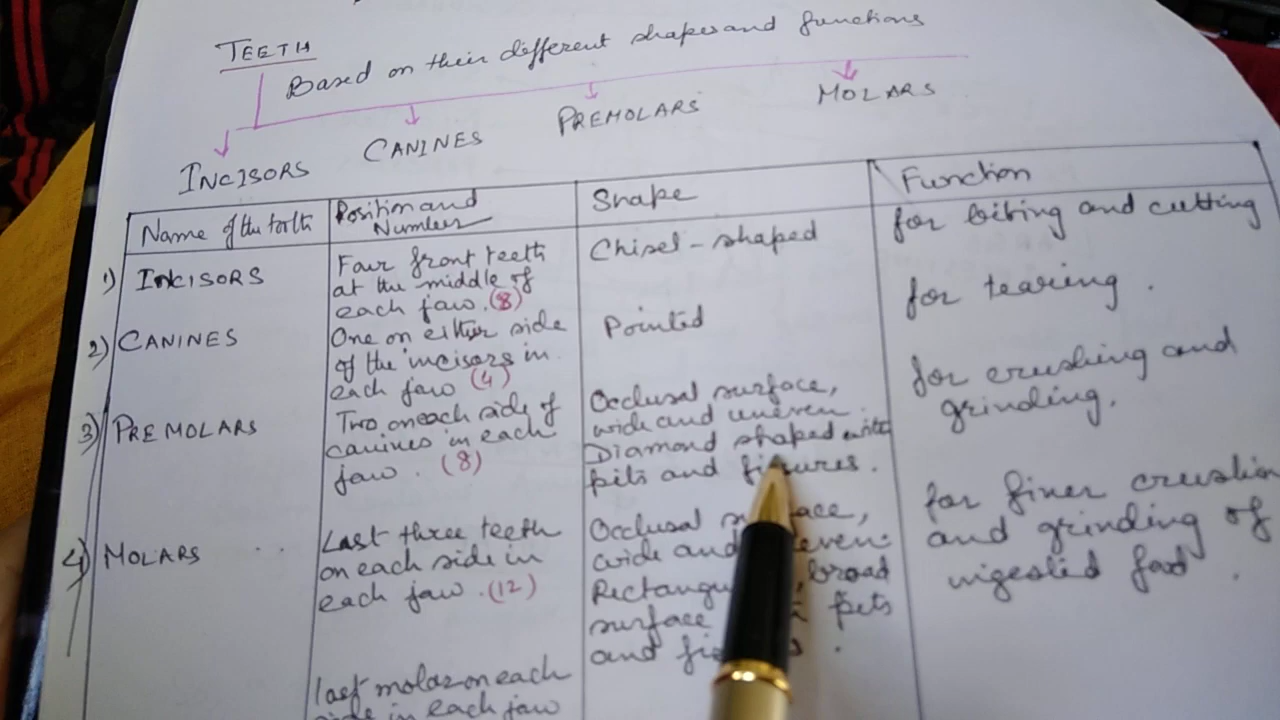 TEETH
Based on their different shapes and functions
INCISORS
CANINES
PREMOLARS
MOLARS
Name of the tooth
Position and
Number
Shape
Function
1) INCISORS
Four front teeth
at the middle of
each jaw. (8)
Chisel-shaped
for biting and cutting
2) CANINES
One on either side
of the incisors in
each jaw (4)
Pointed
for tearing.
3) PREMOLARS
Two on each side of
canines in each
jaw. (8)
Occlusal surface,
wide and uneven.
Diamond shaped with
pits and
for crushing and
grinding.
4) MOLARS
Last three teeth
on each side in
each jaw. (12)
Occlusal
wide and
broad
surface pits
and
for finer
and grinding of
last molar on each
side in each jaw